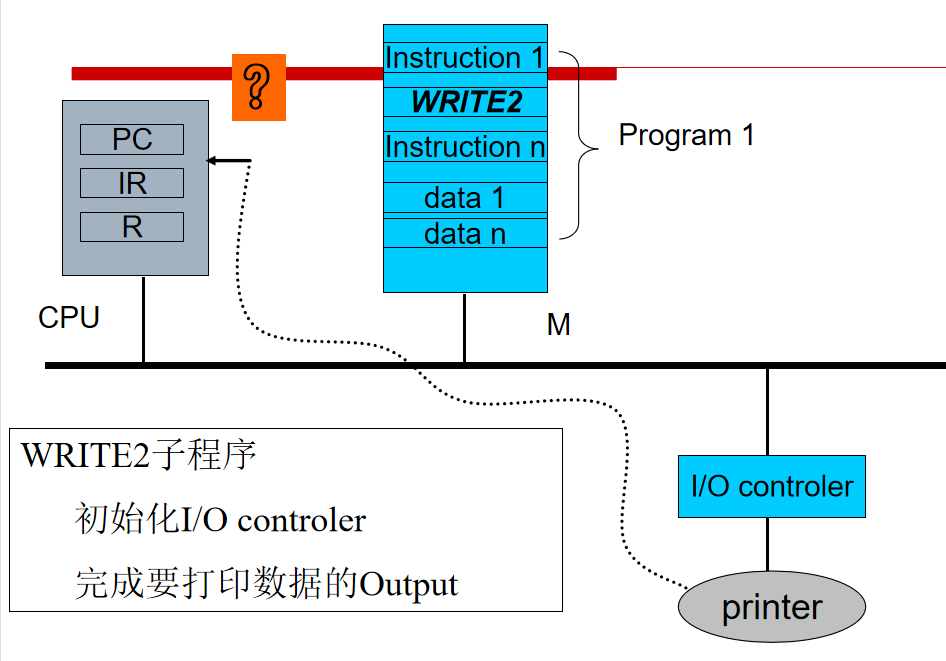 ?
Instruction 1
WRITE2
Instruction n
data 1
data n
Program 1
PC
IR
R
CPU
M
WRITE2子程序
初始化I/O controler
完成要打印数据的Output
I/O controler
printer